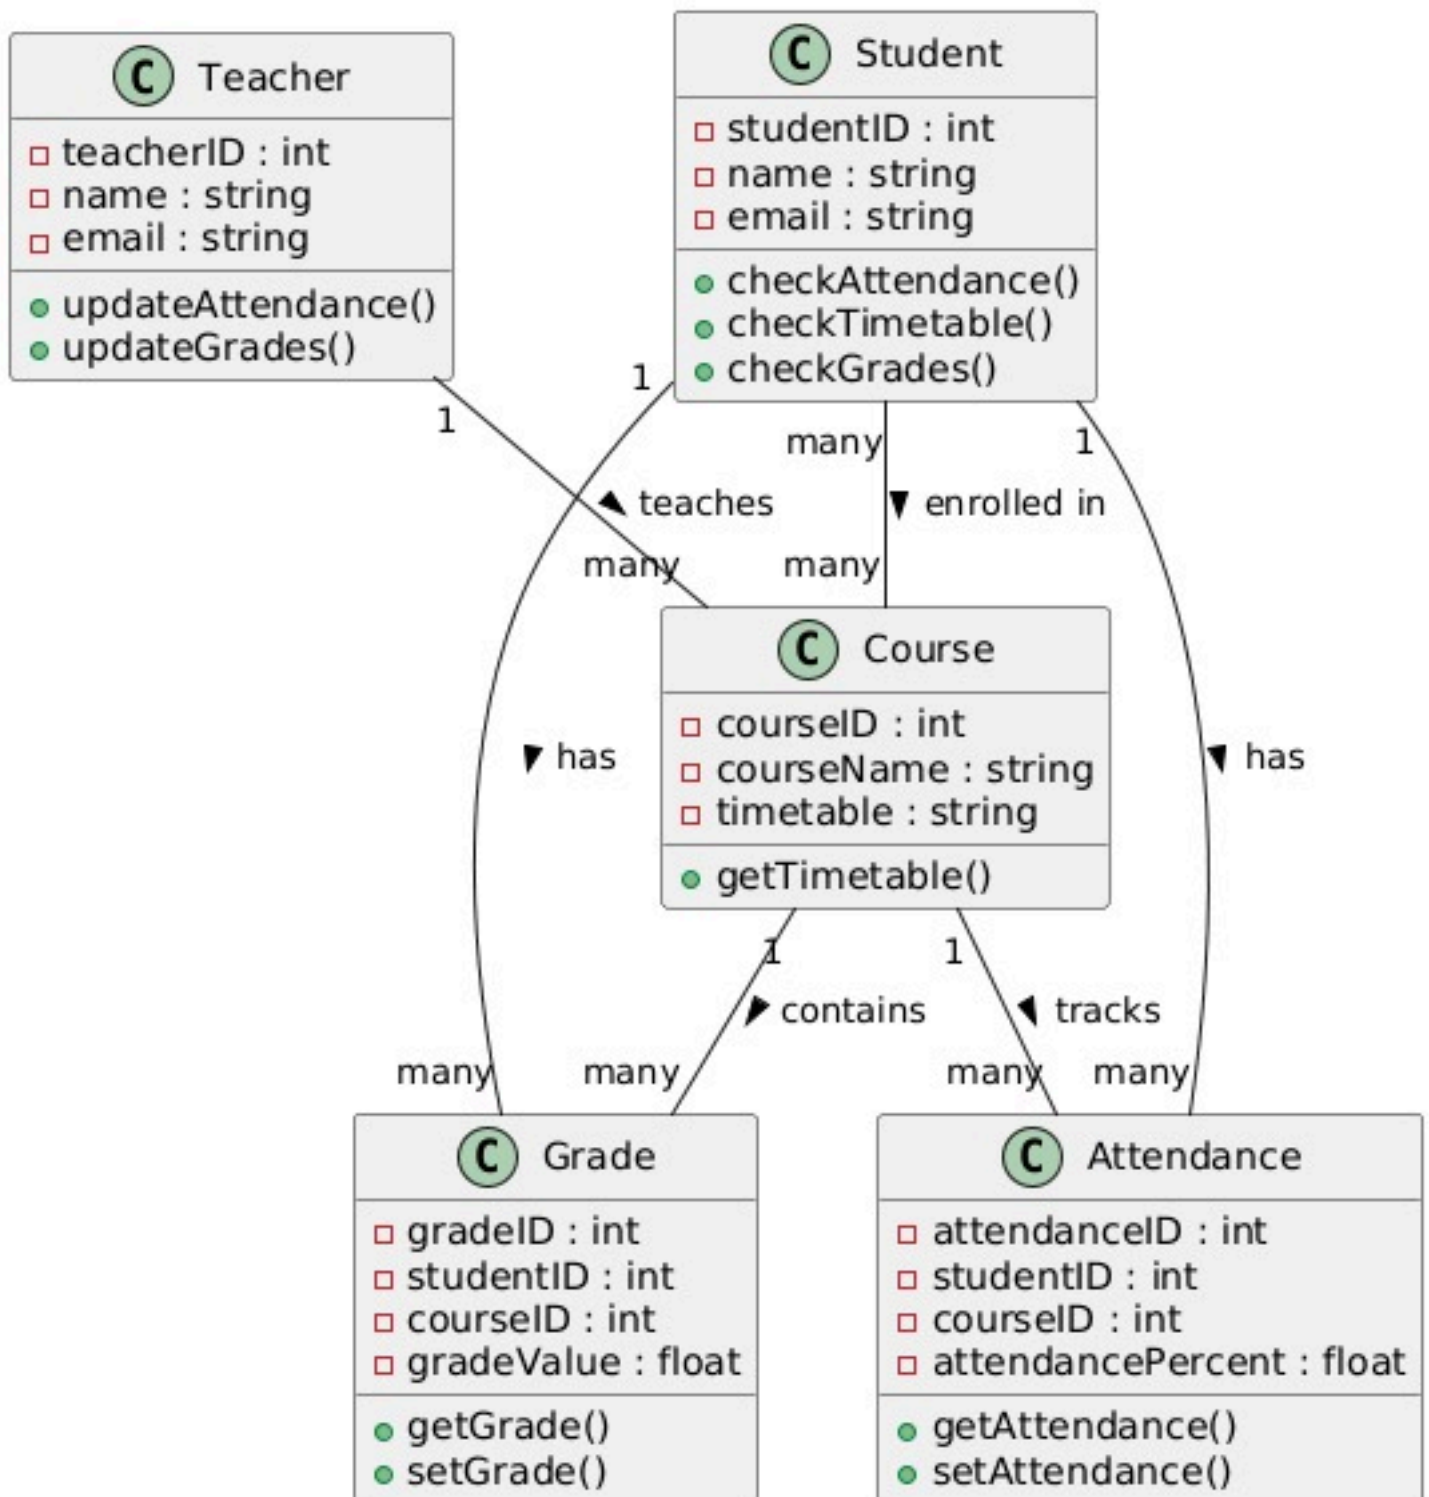 C Teacher
teacherID : int
name : string
email : string
updateAttendance()
updateGrades()
C Student
studentID : int
name : string
email : string
checkAttendance()
checkTimetable()
checkGrades()
1
1
many
1
teaches
enrolled in
many
many
C Course
courseID : int
courseName : string
timetable : string
getTimetable()
has
has
1
1
contains
tracks
many
many
many
many
C Grade
gradeID : int
studentID : int
courseID : int
gradeValue : float
getGrade()
setGrade()
C Attendance
attendanceID : int
studentID : int
courseID : int
attendancePercent : float
getAttendance()
setAttendance()